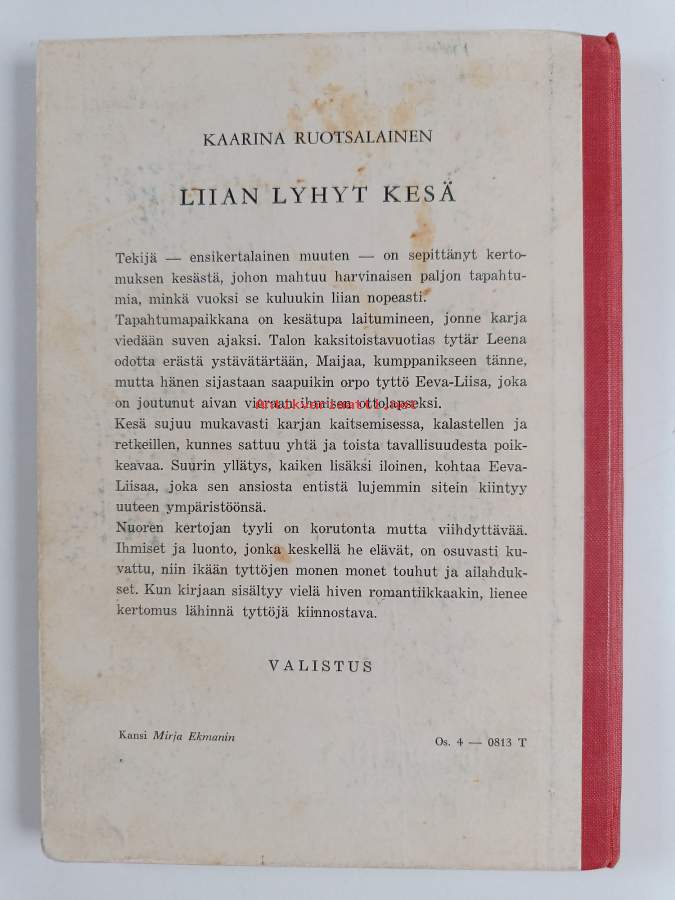 KAARINA RUOTSALAINEN
LIIAN LYHYT KESÄ
Tekijä — ensikertalainen muuten — on sepittänyt kerto-
muksen kesästä, johon mahtuu harvinaisen paljon tapahtu-
mia, minkä vuoksi se kuluukin liian nopeasti.
Tapahtumapaikkana on kesätupa laitumineen, jonne karja
viedään suven ajaksi. Talon kaksitoistavuotias tytär Leena
odotta erästä ystävätärtään, Maijaa, kumppanikseen tänne,
mutta hänen sijastaan saapuikin orpo tyttö Eeva-Liisa, joka
on joutunut aivan vieraan ihmisen ottolapseksi.
Antikvariaatti.net
Kesä sujuu mukavasti karjan kaitsemisessa, kalastellen ja
retkeillen, kunnes sattuu yhtä ja toista tavallisuudesta poik-
keavaa. Suurin yllätys, kaiken lisäksi iloinen, kohtaa Eeva-
Liisaa, joka sen ansiosta entistä lujemmin sitein kiintyy
uuteen ympäristöönsä.
Nuoren kertojan tyyli on korutonta mutta viihdyttävää.
Ihmiset ja luonto, jonka keskellä he elävät, on osuvasti ku-
vattu, niin ikään tyttöjen monen monet touhut ja ailahduk-
set. Kun kirjaan sisältyy vielä hiven romantiikkaakin, lienee
kertomus lähinnä tyttöjä kiinnostava.
VALISTUS
Kansi Mirja Ekmanin
Os. 4 — 0813 T